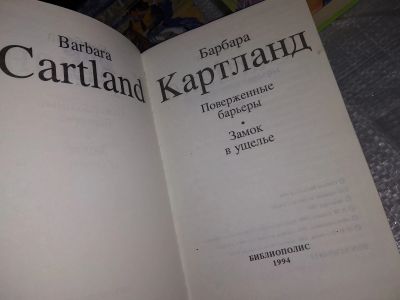 Barbara
Cartland
Барбара
Картланд
Поверженные
барьеры
•
Замок
в ущелье
БИБЛИОПОЛИС
1994